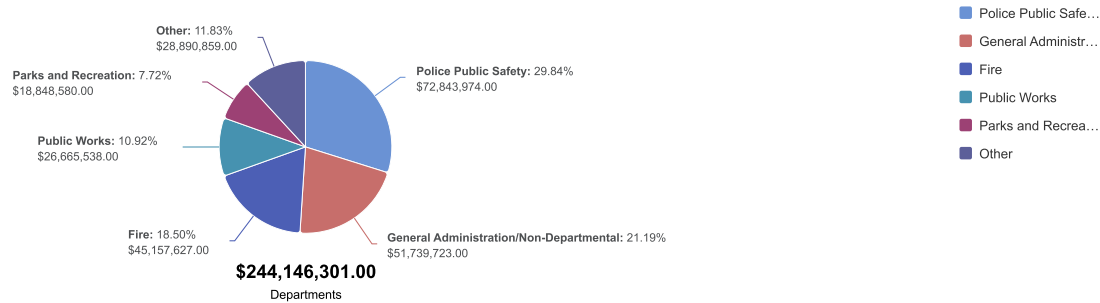 Other: 11.83%
$28,890,859.00
Police Public Safety: 29.84%
$72,843,974.00
Parks and Recreation: 7.72%
$18,848,580.00
Public Works: 10.92%
$26,665,538.00
Fire: 18.50%
$45,157,627.00
General Administration/Non-Departmental: 21.19%
$51,739,723.00
$244,146,301.00
Departments
Police Public Safe...
General Administr...
Fire
Public Works
Parks and Recrea...
Other